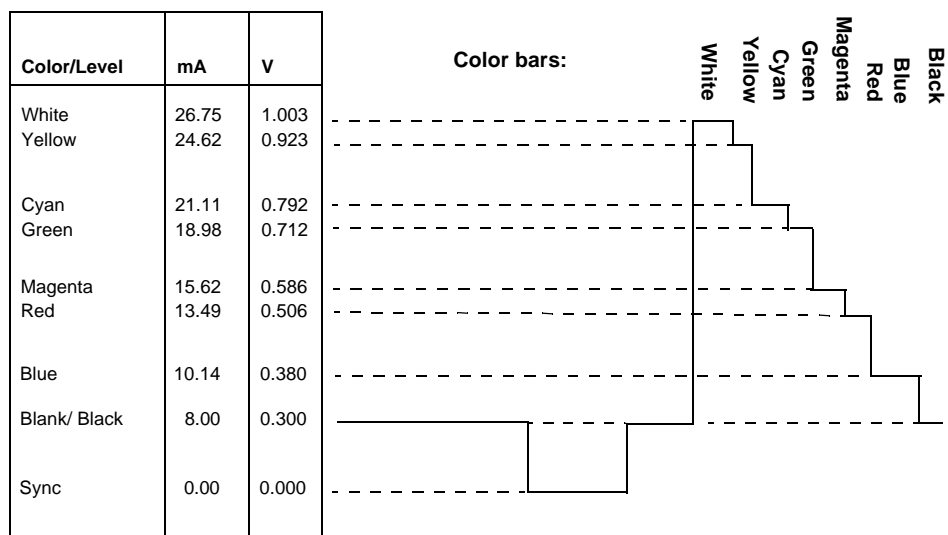 Color/Level mA V
White 26.75 1.003
Yellow 24.62 0.923
Cyan 21.11 0.792
Green 18.98 0.712
Magenta 15.62 0.586
Red 13.49 0.506
Blue 10.14 0.380
Blank/ Black 8.00 0.300
Sync 0.00 0.000
Color bars:
White
Yellow
Cyan
Green
Magenta
Red
Blue
Black